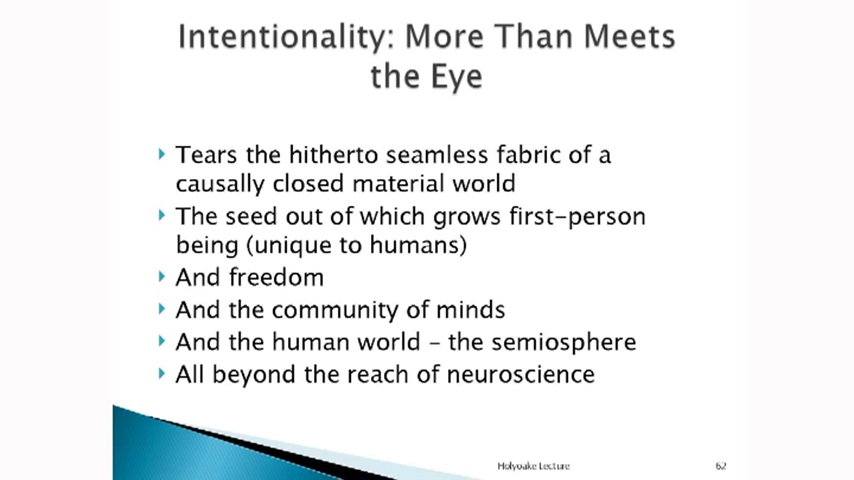 Intentionality: More Than Meets
the Eye
Tears the hitherto seamless fabric of a
causally closed material world
The seed out of which grows first-person
being (unique to humans)
And freedom
And the community of minds
And the human world – the semiosphere
All beyond the reach of neuroscience
Holyoake Lecture
62